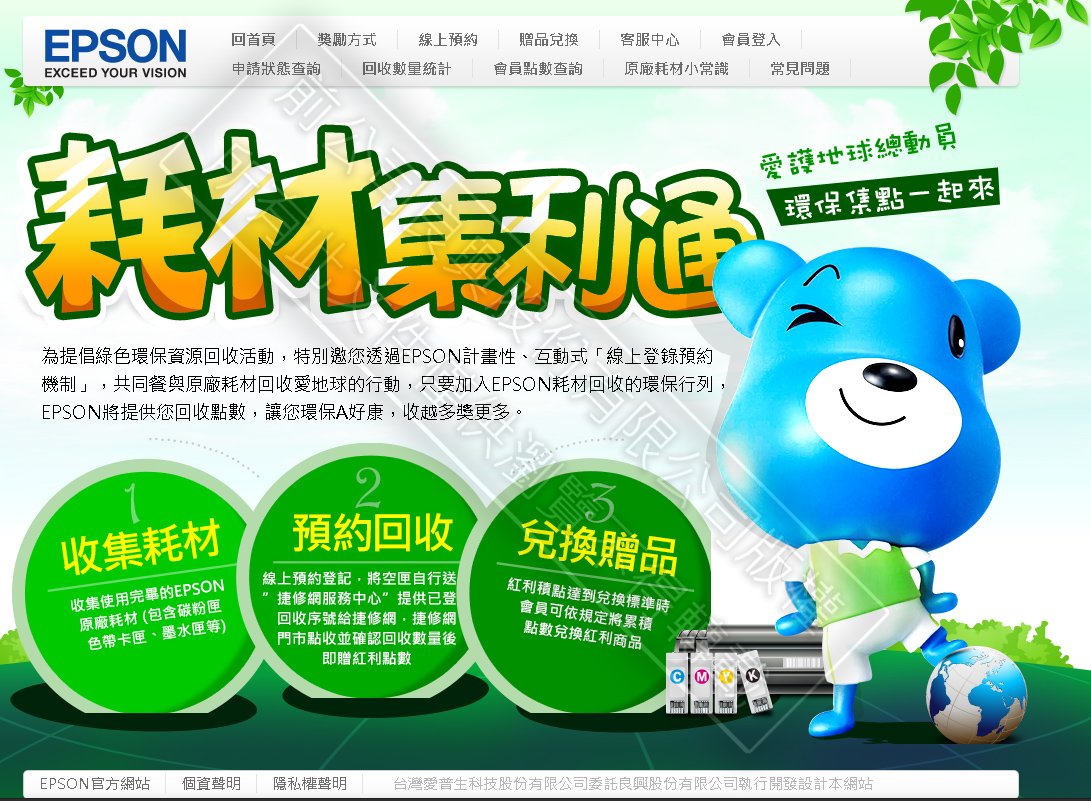 EPSON
EXCEED YOUR VISION
回首頁 獎勵方式 線上預約 贈品兌換 客服中心 會員登入
申請狀態查詢 回收數量統計 會員點數查詢 原廠耗材小常識 常見問題
愛護地球總動員
環保集點一起來
耗材集利通
為提倡綠色環保資源回收活動，特別邀您透過EPSON計畫性、互動式「線上登錄預約
機制」，共同餐與原廠耗材回收愛地球的行動，只要加入EPSON耗材回收的環保行列，
EPSON將提供您回收點數，讓您環保A好康，收越多獎更多。
1
收集耗材
收集使用完畢的EPSON
原廠耗材 (包含碳粉匣
色帶卡匣、墨水匣等)
2
預約回收
線上預約登記，將空匣自行送
”捷修網服務中心”提供已登
回收序號給捷修網，捷修網
門市點收並確認回收數量後
即贈紅利點數
3
兌換贈品
紅利積點達到兌換標準時
會員可依規定將累積
點數兌換紅利商品
C M Y K
EPSON官方網站 個資聲明 隱私權聲明 台灣愛普生科技股份有限公司委託良興股份有限公司執行開發設計本網站